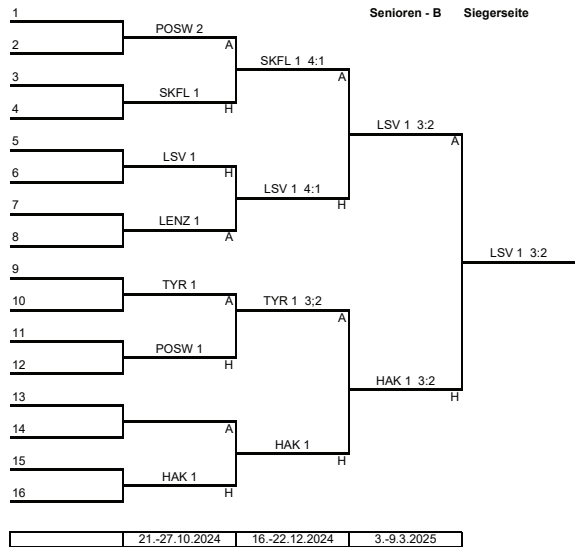 Senioren - B Siegerseite
1
POSW 2
2
A
SKFL 1 4:1
A
3
SKFL 1
4
H
LSV 1 3:2
A
5
LSV 1
6
H
LSV 1 4:1
H
7
LENZ 1
8
A
LSV 1 3:2
9
TYR 1
10
A
TYR 1 3;2
A
11
POSW 1
12
H
HAK 1 3:2
H
13
14
A
HAK 1
H
15
HAK 1
16
H
21.-27.10.2024 16.-22.12.2024 3.-9.3.2025